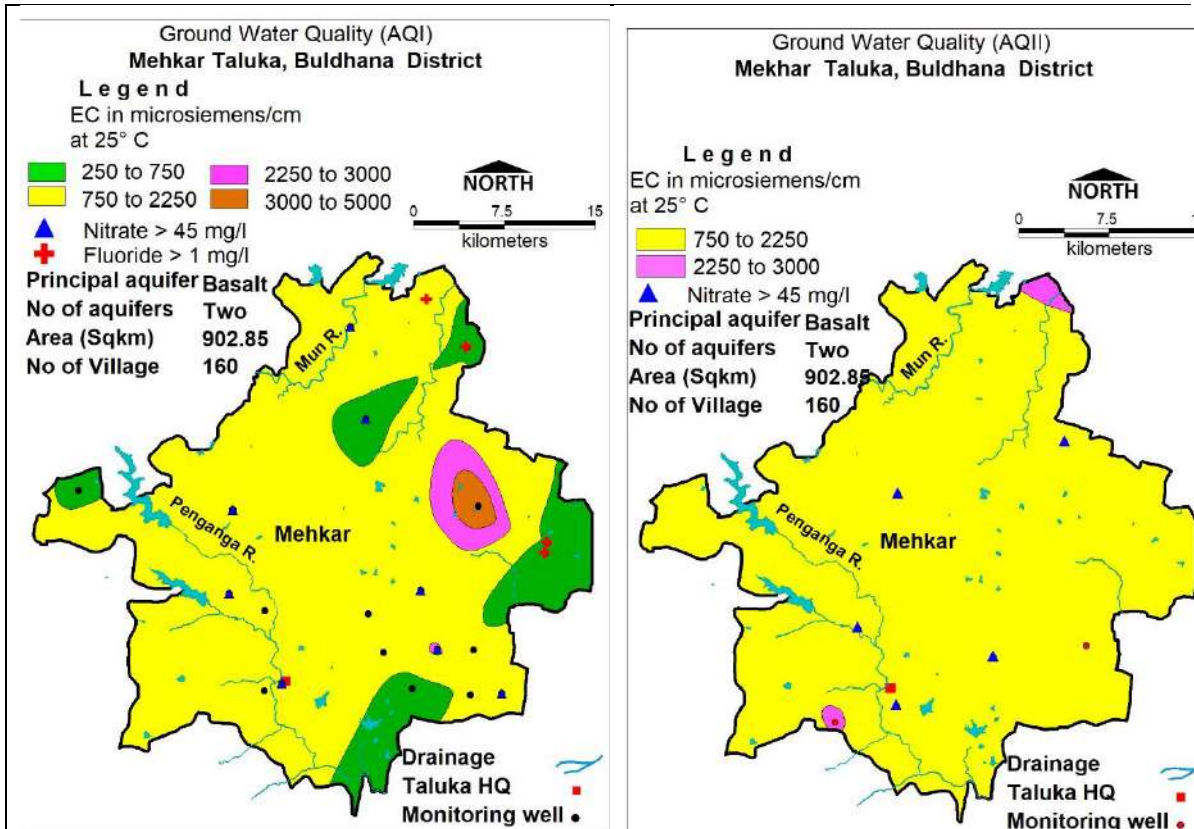 Ground Water Quality (AQI)
Mehkar Taluka, Buldhana District
Legend
EC in microsiemens/cm
at 25° C
250 to 750
2250 to 3000
750 to 2250
3000 to 5000
Nitrate > 45 mg/l
Fluoride > 1 mg/l
NORTH
0 7.5 15
kilometers
Principal aquifer Basalt
No of aquifers Two
Area (Sqkm) 902.85
No of Village 160
Mun R.
Penganga R.
Mehkar
Drainage
Taluka HQ
Monitoring well
Ground Water Quality (AQII)
Mekhar Taluka, Buldhana District
Legend
EC in microsiemens/cm
at 25° C
750 to 2250
2250 to 3000
Nitrate > 45 mg/l
NORTH
0 7.5
kilometers
Principal aquifer Basalt
No of aquifers Two
Area (Sqkm) 902.85
No of Village 160
Mun R.
Penganga R.
Mehkar
Drainage
Taluka HQ
Monitoring well